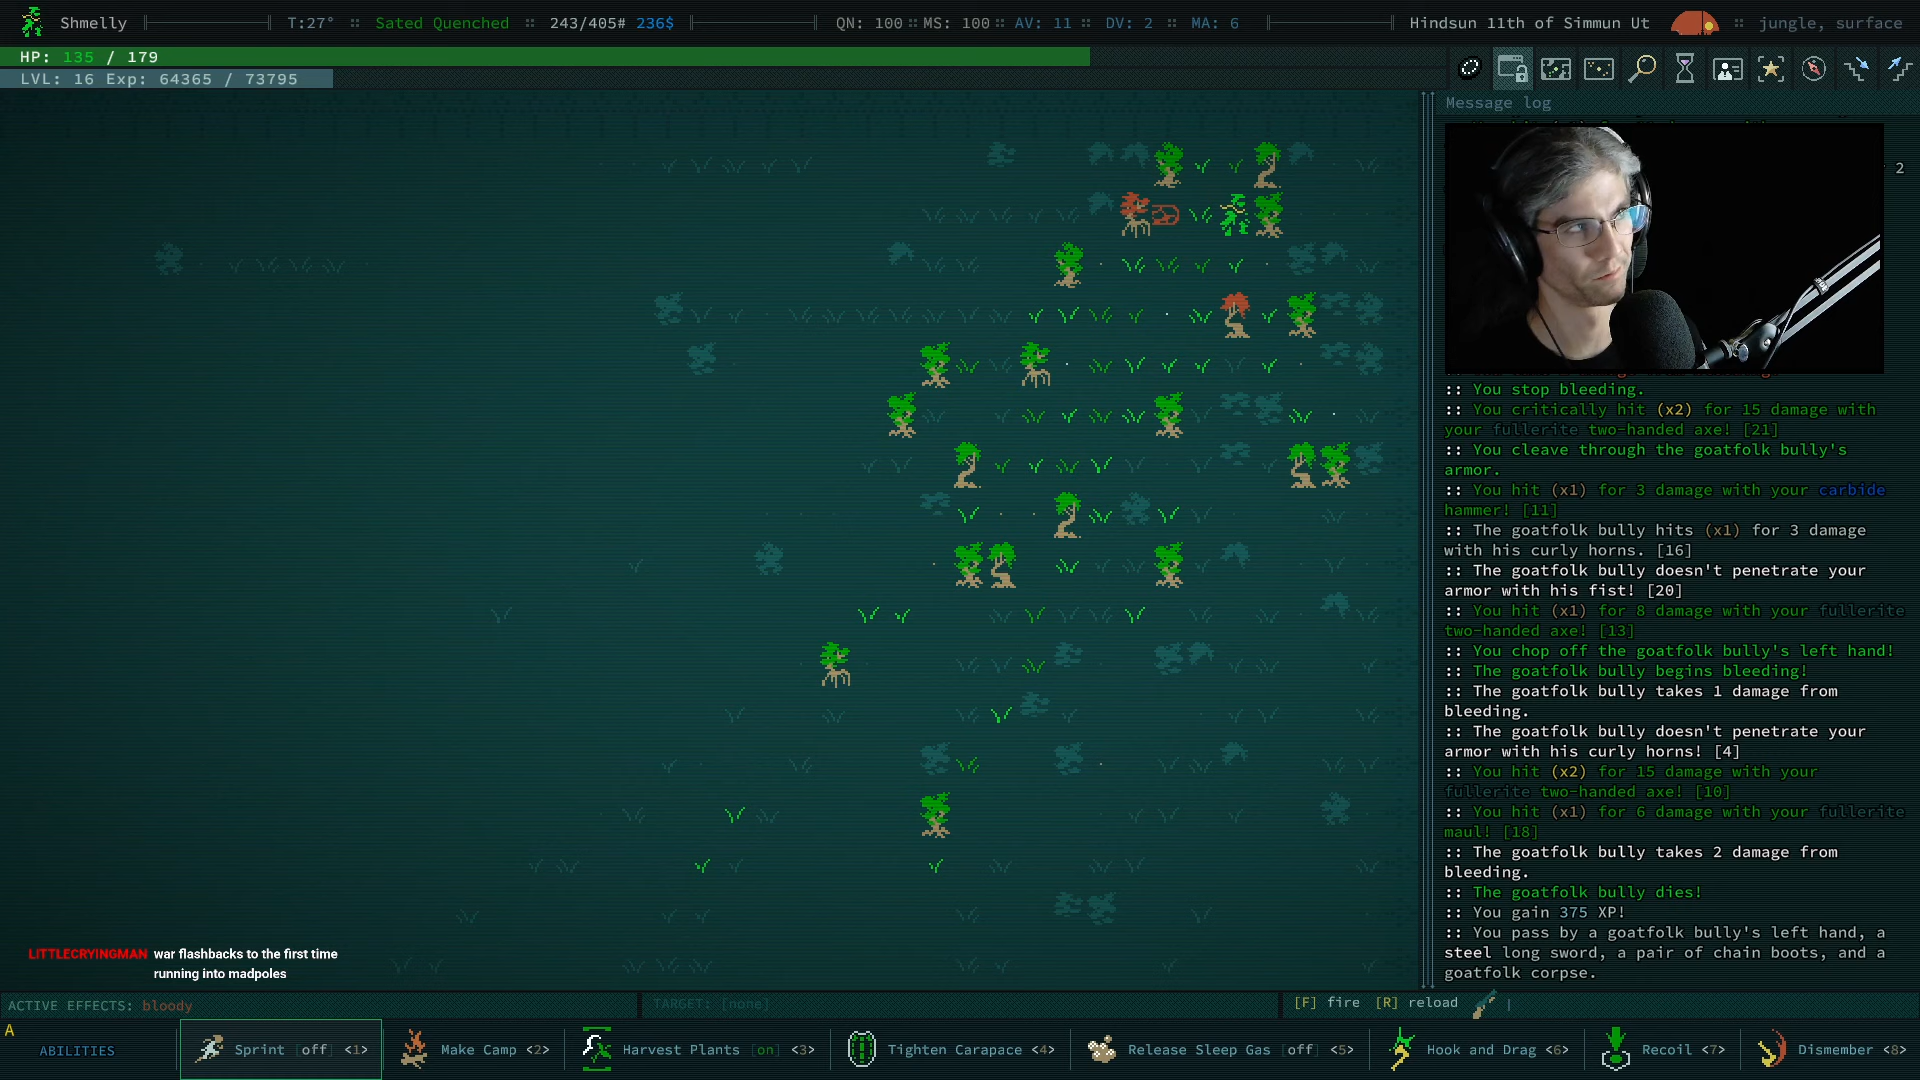 Shmelly
T:27° :: Sated Quenched :: 243/405# 236$
QN: 100 :: MS: 100 :: AV: 11 :: DV: 2 :: MA: 6
Hindsun 11th of Simmun Ut :: jungle, surface
HP: 135 / 179
LVL: 16 Exp: 64365 / 73795
Message log
2
:: You stop bleeding.
:: You critically hit (x2) for 15 damage with
your fullerite two-handed axe! [21]
:: You cleave through the goatfolk bully's
armor.
:: You hit (x1) for 3 damage with your carbide
hammer! [11]
:: The goatfolk bully hits (x1) for 3 damage
with his curly horns. [16]
:: The goatfolk bully doesn't penetrate your
armor with his fist! [20]
:: You hit (x1) for 8 damage with your fullerite
two-handed axe! [13]
:: You chop off the goatfolk bully's left hand!
:: The goatfolk bully begins bleeding!
:: The goatfolk bully takes 1 damage from
bleeding.
:: The goatfolk bully doesn't penetrate your
armor with his curly horns! [4]
:: You hit (x2) for 15 damage with your
fullerite two-handed axe! [10]
:: You hit (x1) for 6 damage with your fullerite
maul! [18]
:: The goatfolk bully takes 2 damage from
bleeding.
:: The goatfolk bully dies!
:: You gain 375 XP!
:: You pass by a goatfolk bully's left hand, a
steel long sword, a pair of chain boots, and a
goatfolk corpse.
LITTLECRYINGMAN war flashbacks to the first time
running into madpoles
ACTIVE EFFECTS: bloody
TARGET: [none]
[F] fire [R] reload
A
ABILITIES
Sprint [off] <1>
Make Camp <2>
Harvest Plants [on] <3>
Tighten Carapace <4>
Release Sleep Gas [off] <5>
Hook and Drag <6>
Recoil <7>
Dismember <8>